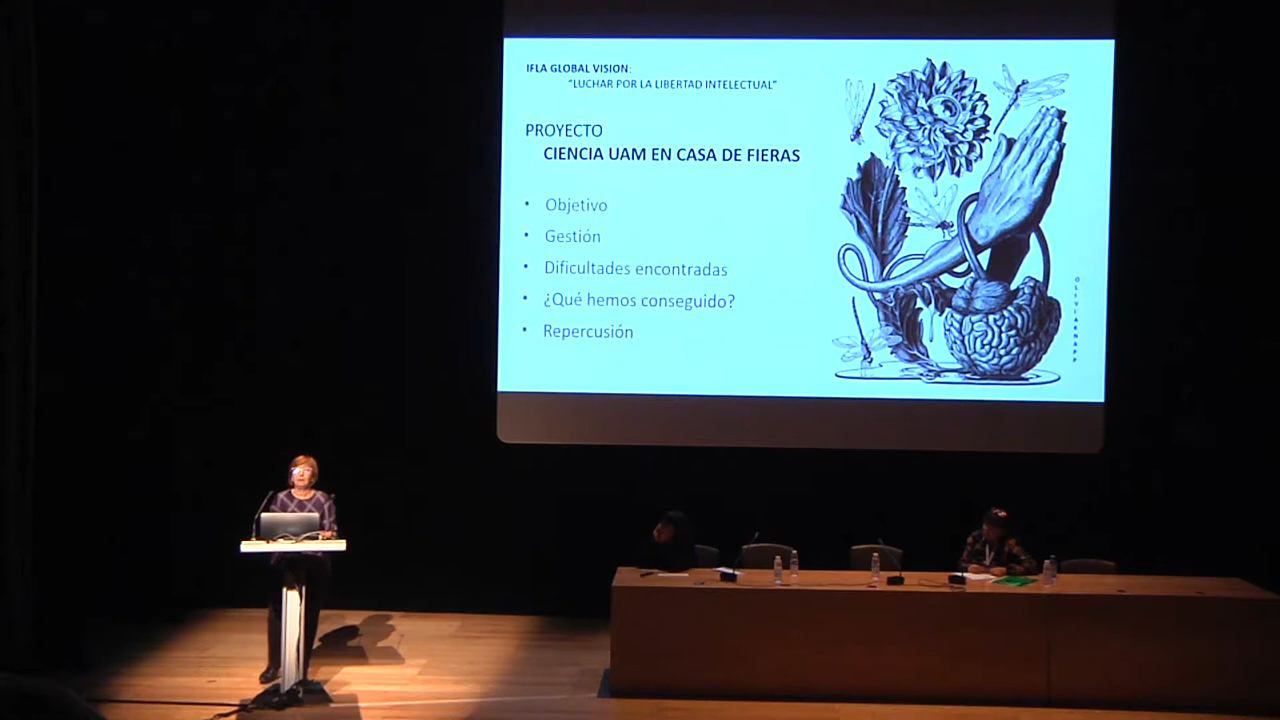 IFLA GLOBAL VISION:
"LUCHAR POR LA LIBERTAD INTELECTUAL"
PROYECTO
CIENCIA UAM EN CASA DE FIERAS
• Objetivo
• Gestión
• Dificultades encontradas
• ¿Qué hemos conseguido?
• Repercusión
OLIVIAKNAPP